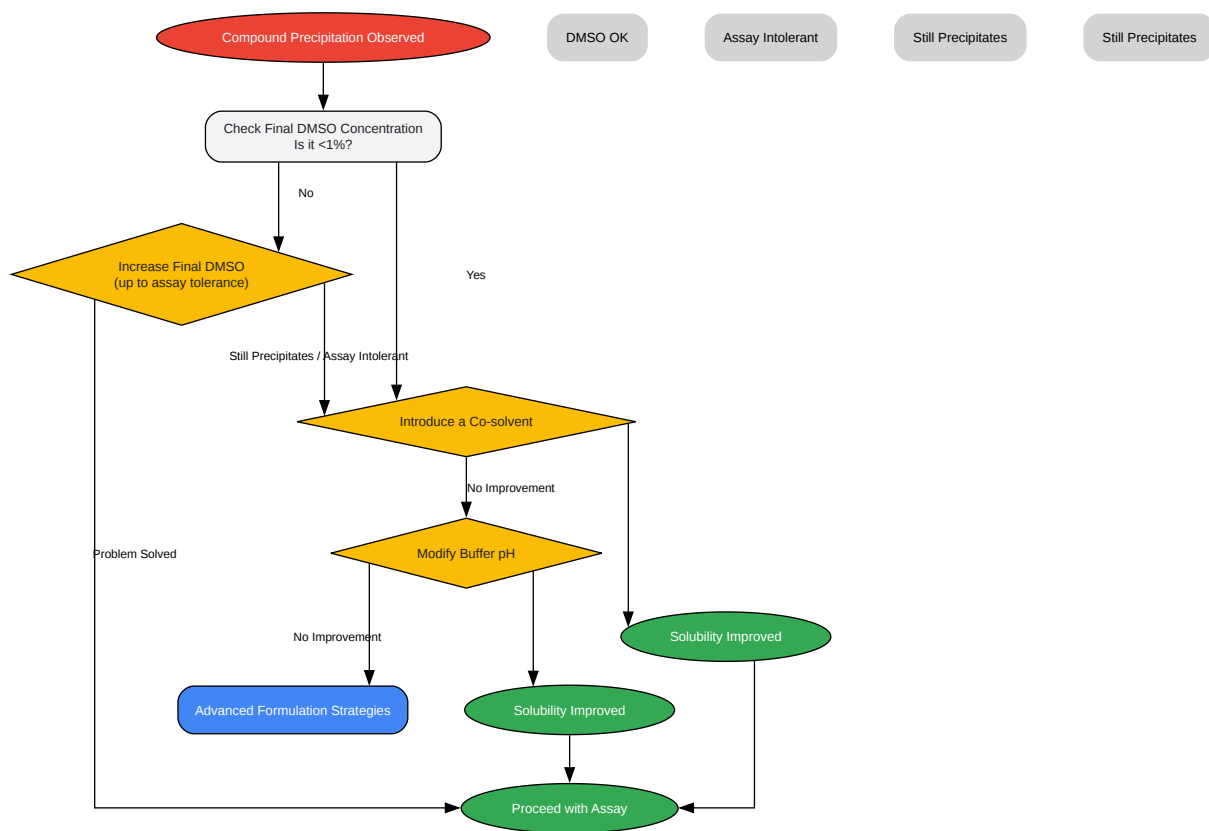 Compound Precipitation Observed
DMSO OK
Assay Intolerant
Still Precipitates
Still Precipitates
Check Final DMSO Concentration
Is it <1%?
No
Increase Final DMSO
(up to assay tolerance)
Yes
Still Precipitates / Assay Intolerant
Introduce a Co-solvent
No Improvement
Modify Buffer pH
Problem Solved
No Improvement
Solubility Improved
Advanced Formulation Strategies
Solubility Improved
Proceed with Assay